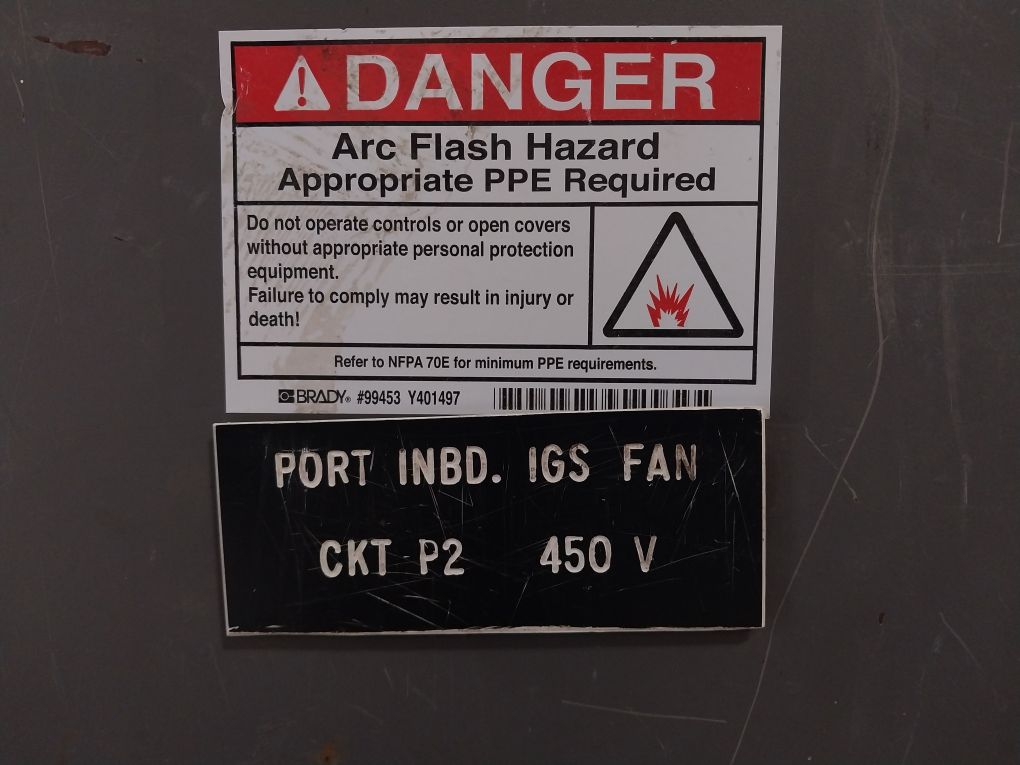 DANGER
Arc Flash Hazard
Appropriate PPE Required
Do not operate controls or open covers
without appropriate personal protection
equipment.
Failure to comply may result in injury or
death!
Refer to NFPA 70E for minimum PPE requirements.
BRADY® #99453 Y401497
PORT INBD. IGS FAN
CKT P2 450 V